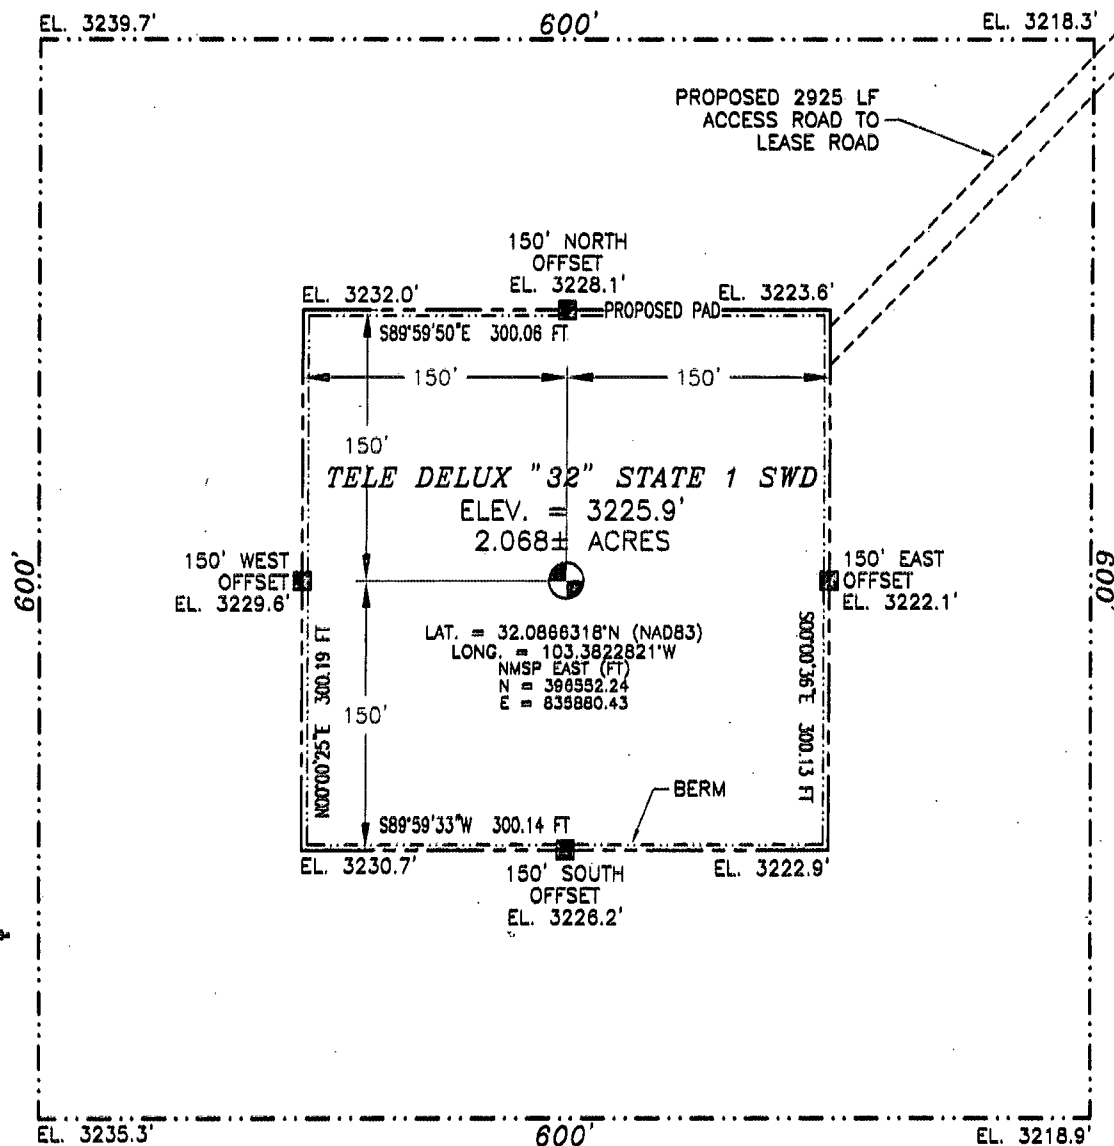 EL. 3239.7' 600' EL. 3218.3'
PROPOSED 2925 LF
ACCESS ROAD TO
LEASE ROAD
150' NORTH
OFFSET
EL. 3228.1'
EL. 3232.0' EL. 3223.6'
PROPOSED PAD
S89°59'50"E 300.06 FT
150' 150'
150'
TELE DELUX "32" STATE 1 SWD
ELEV. = 3225.9'
2.068± ACRES
600'
150' WEST
OFFSET
EL. 3229.6'
150' EAST
OFFSET
EL. 3222.1'
600'
LAT. = 32.0866318°N (NAD83)
LONG. = 103.3822821°W
NMSP EAST (FT)
N = 396552.24
E = 835880.43
N00°00'25"E 300.19 FT
150'
S00°00'36"E 300.13 FT
BERM
S89°59'33"W 300.14 FT
EL. 3230.7' EL. 3222.9'
150' SOUTH
OFFSET
EL. 3226.2'
EL. 3235.3' 600' EL. 3218.9'